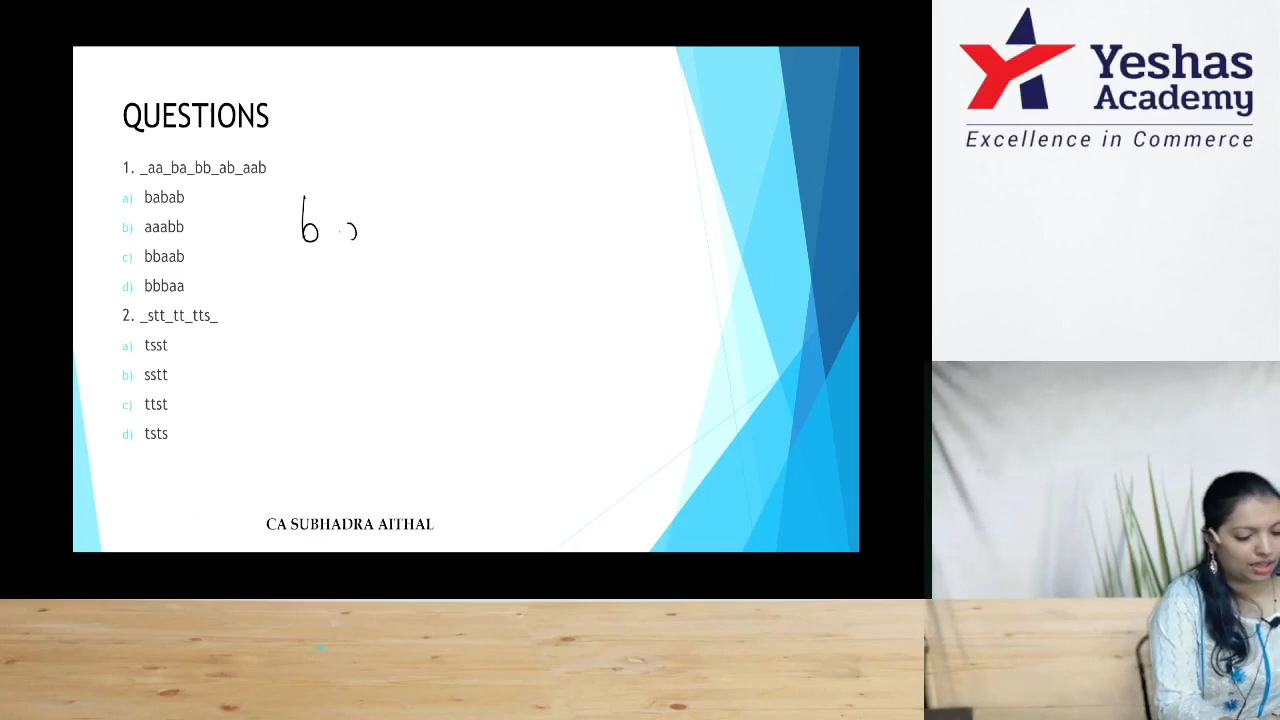 QUESTIONS
1. _aa_ba_bb_ab_aab
a) babab
b) aaabb
c) bbaab
d) bbbaa
2. _stt_tt_tts_
a) tsst
b) sstt
c) ttst
d) tsts
b
CA SUBHADRA AITHAL
Yeshas
Academy
Excellence in Commerce